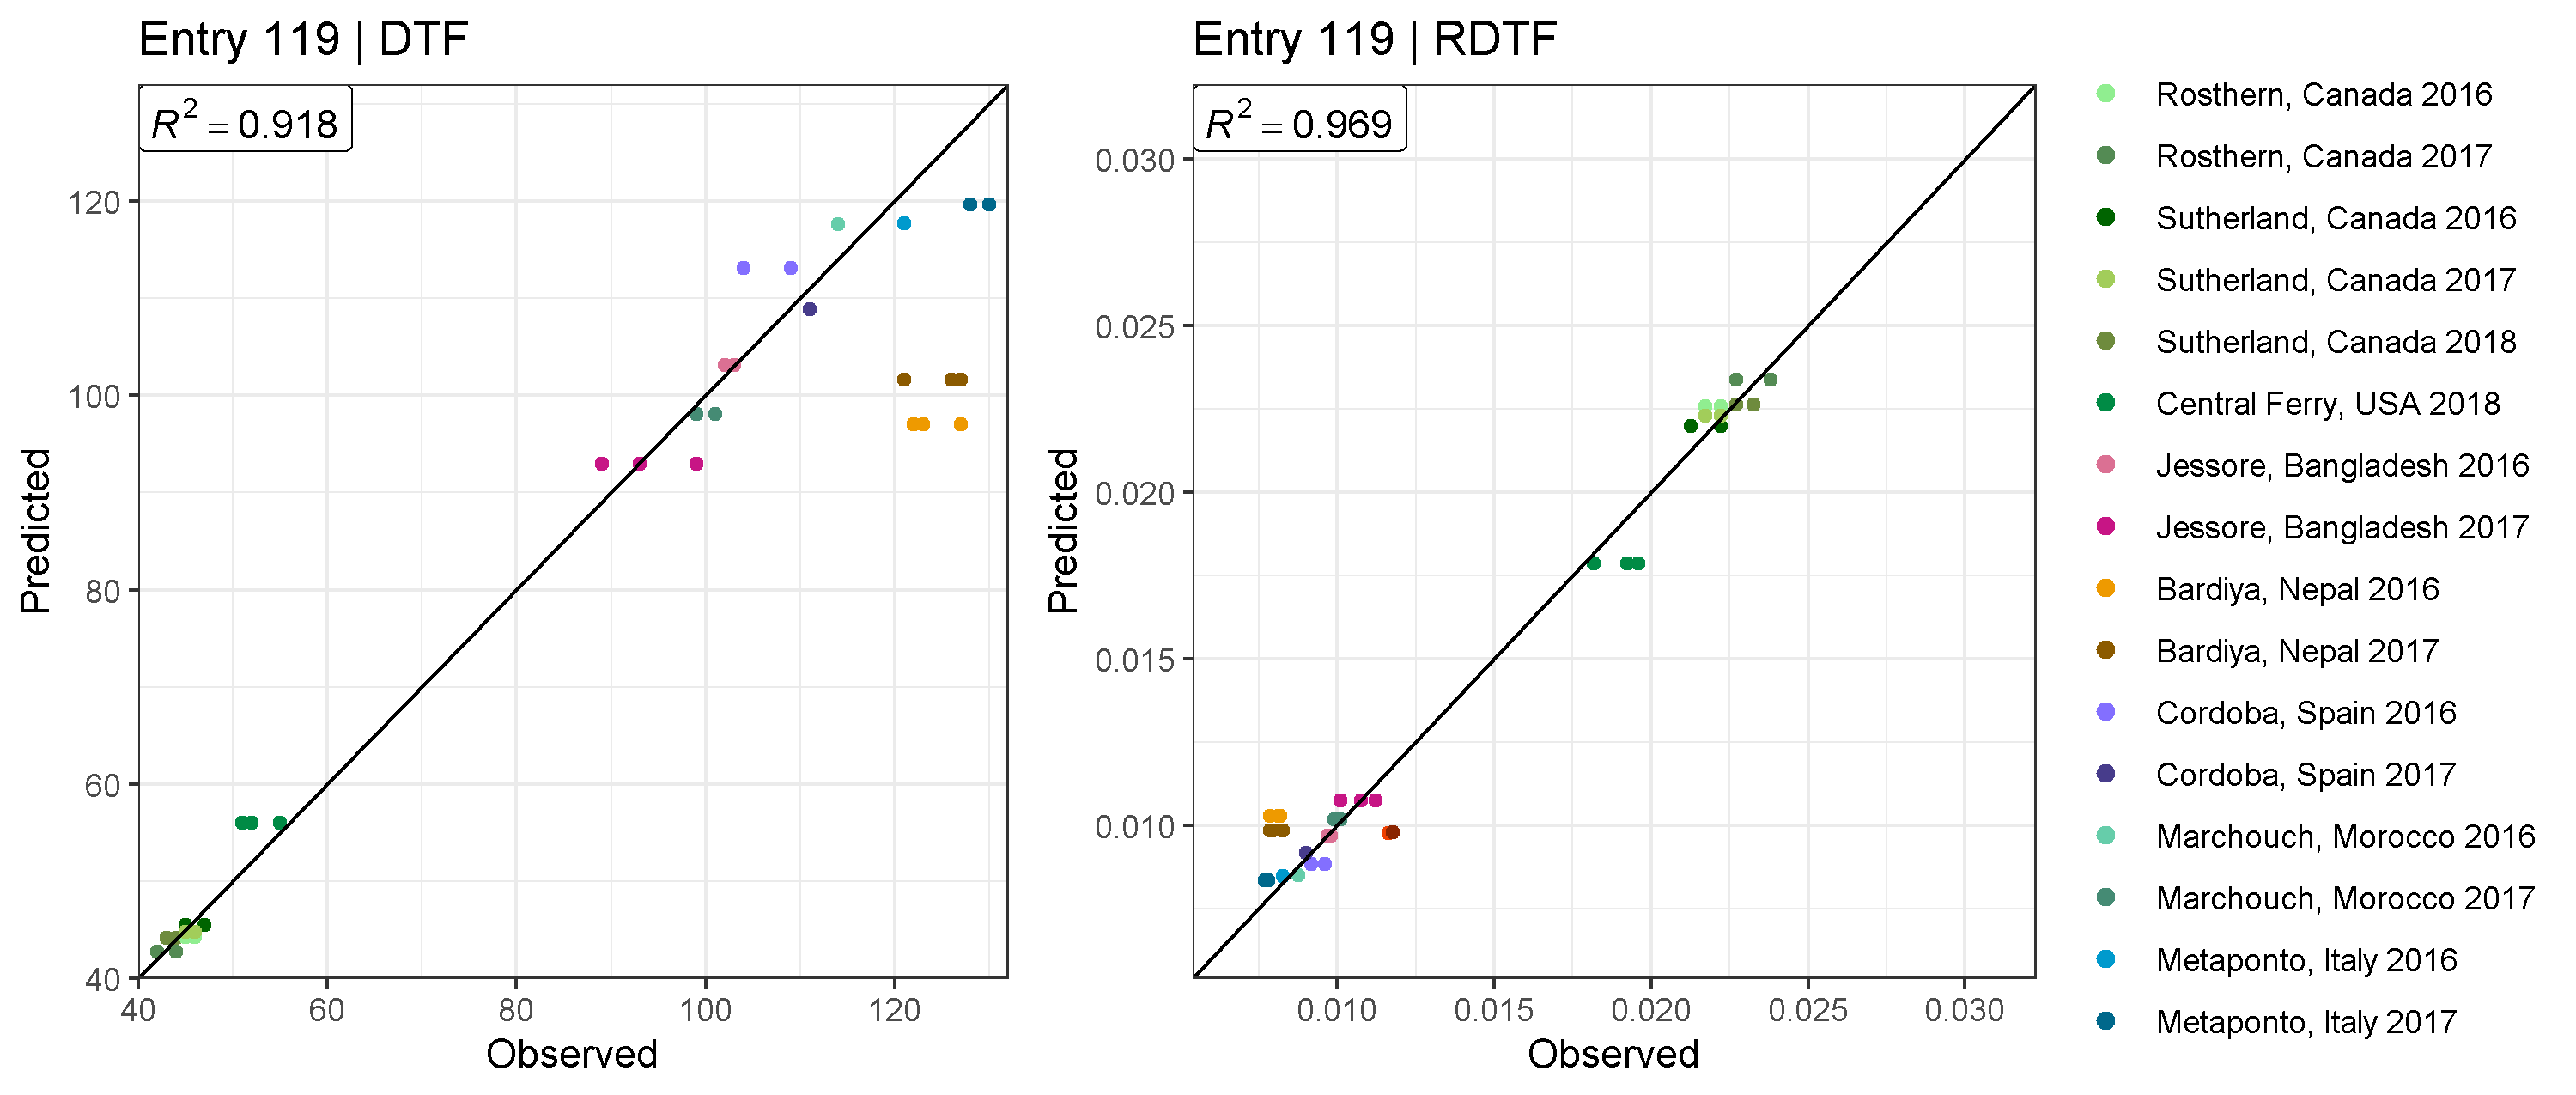 Entry 119 | DTF
R² = 0.918
120
100
80
60
40
40 60 80 100 120
Predicted
Observed
Entry 119 | RDTF
R² = 0.969
0.030
0.025
0.020
0.015
0.010
0.010 0.015 0.020 0.025 0.030
Predicted
Observed
Rosthern, Canada 2016
Rosthern, Canada 2017
Sutherland, Canada 2016
Sutherland, Canada 2017
Sutherland, Canada 2018
Central Ferry, USA 2018
Jessore, Bangladesh 2016
Jessore, Bangladesh 2017
Bardiya, Nepal 2016
Bardiya, Nepal 2017
Cordoba, Spain 2016
Cordoba, Spain 2017
Marchouch, Morocco 2016
Marchouch, Morocco 2017
Metaponto, Italy 2016
Metaponto, Italy 2017